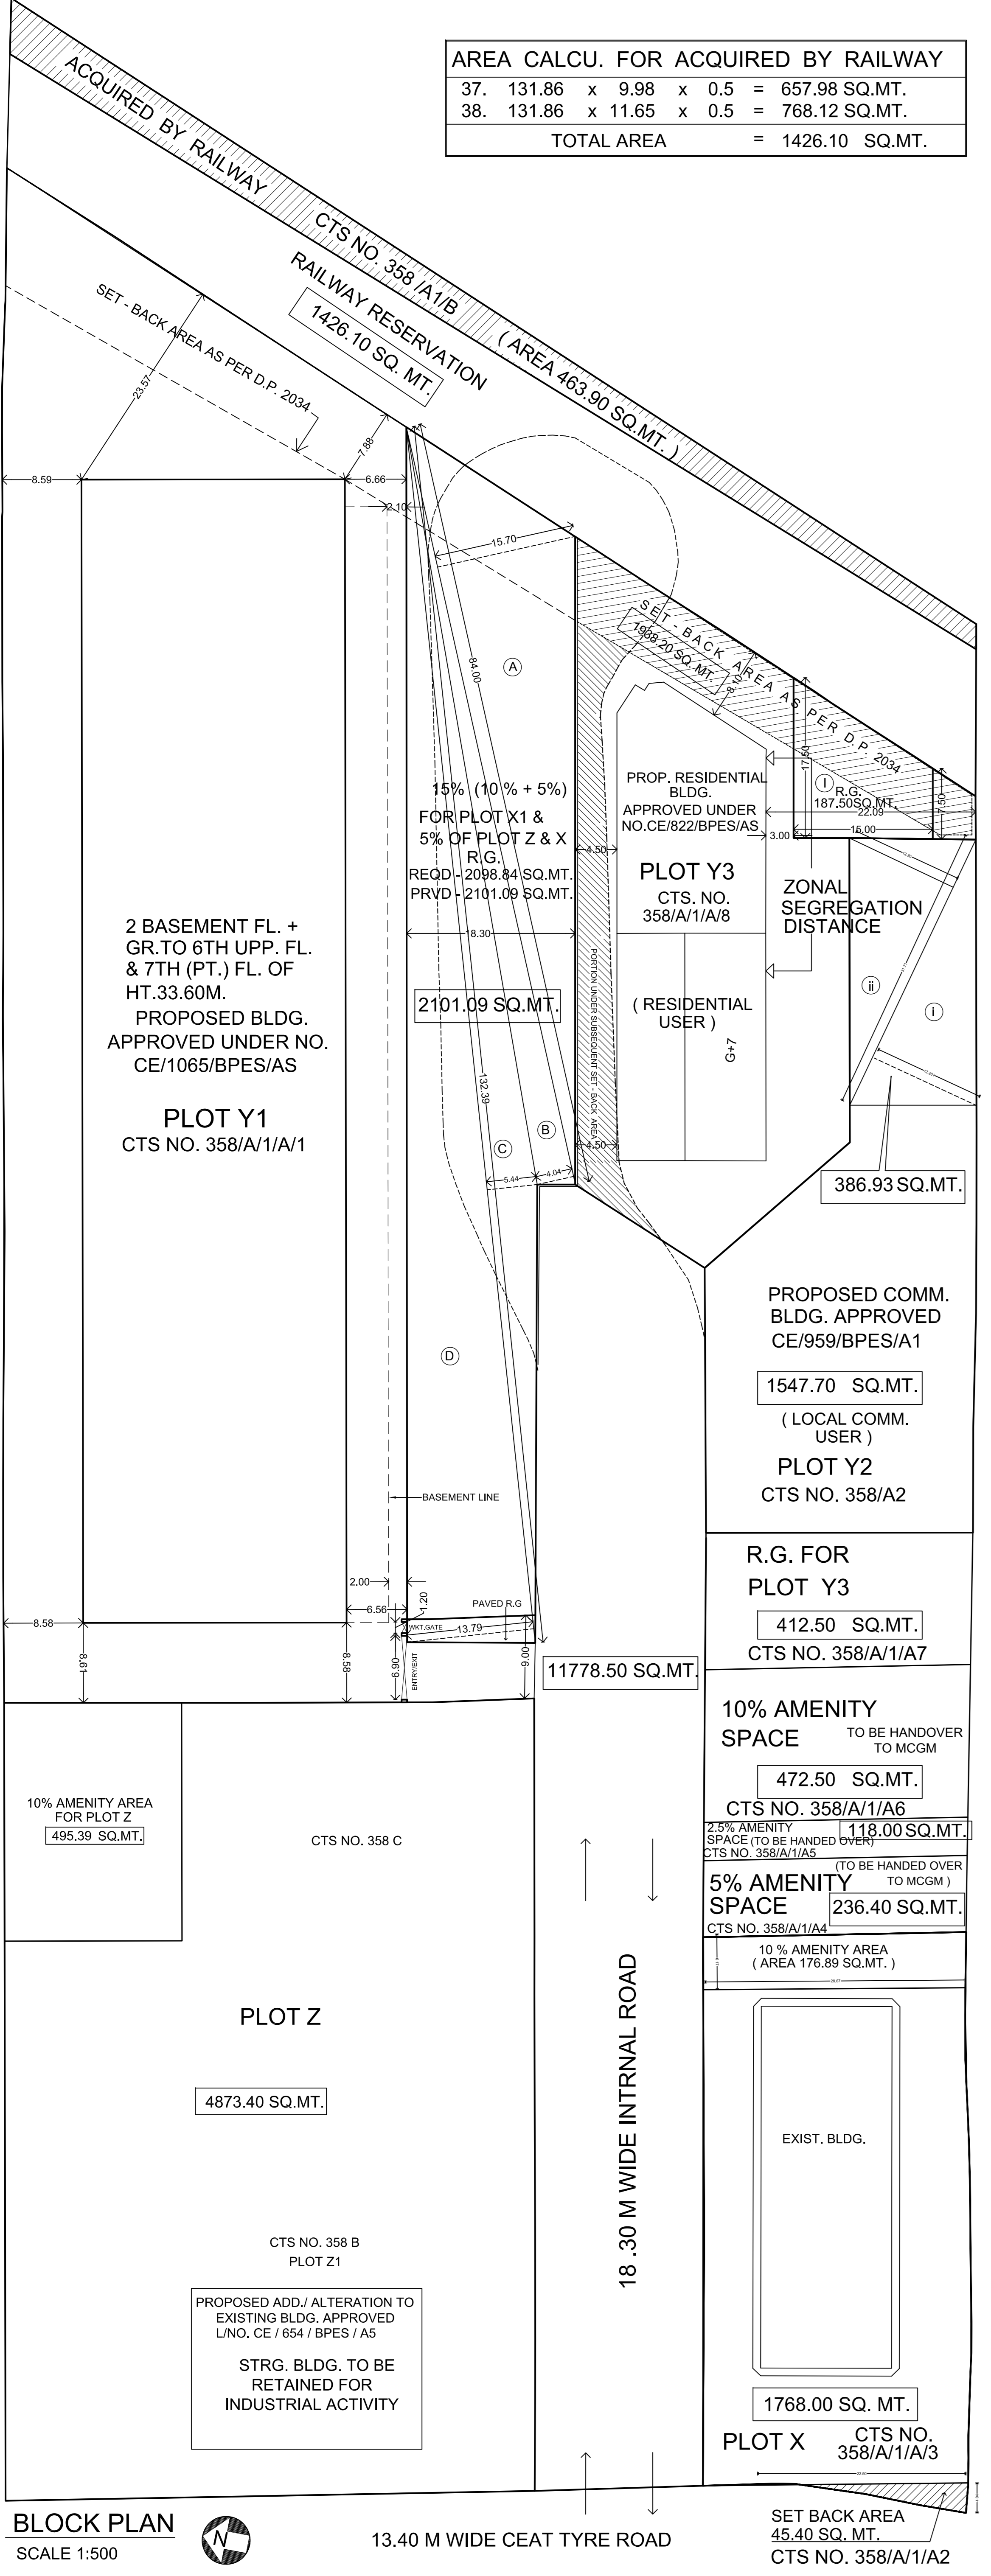 AREA CALCU. FOR ACQUIRED BY RAILWAY
37. 131.86 x 9.98 x 0.5 = 657.98 SQ.MT.
38. 131.86 x 11.65 x 0.5 = 768.12 SQ.MT.
TOTAL AREA = 1426.10 SQ.MT.
ACQUIRED BY RAILWAY CTS NO. 358 /A1/B ( AREA 463.90 SQ.MT. )
RAILWAY RESERVATION
1426.10 SQ. MT.
SET - BACK AREA AS PER D.P. 2034
23.57
7.88
8.59
6.66
2.10
15.70
84.00
A
SET - BACK AREA AS PER D.P. 2034
1938.20 SQ. MT.
8.10
17.50
I
R.G.
187.50SQ.MT.
22.09
7.50
15.00
3.00
15% (10 % + 5%)
FOR PLOT X1 &
5% OF PLOT Z & X
R.G.
REQD - 2098.84 SQ.MT.
PRVD - 2101.09 SQ.MT.
18.30
2101.09 SQ.MT.
4.50
PROP. RESIDENTIAL
BLDG.
APPROVED UNDER
NO.CE/822/BPES/AS
PLOT Y3
CTS. NO.
358/A/1/A/8
( RESIDENTIAL
USER )
G+7
PORTION UNDER SUBSEQUENT SET - BACK AREA
4.50
ZONAL
SEGREGATION
DISTANCE
ii
i
386.93 SQ.MT.
2 BASEMENT FL. +
GR.TO 6TH UPP. FL.
& 7TH (PT.) FL. OF
HT.33.60M.
PROPOSED BLDG.
APPROVED UNDER NO.
CE/1065/BPES/AS
PLOT Y1
CTS NO. 358/A/1/A/1
132.39
B
C
5.44
4.04
D
BASEMENT LINE
PROPOSED COMM.
BLDG. APPROVED
CE/959/BPES/A1
1547.70 SQ.MT.
( LOCAL COMM.
USER )
PLOT Y2
CTS NO. 358/A2
R.G. FOR
PLOT Y3
412.50 SQ.MT.
CTS NO. 358/A/1/A7
2.00
6.56
1.20
PAVED R.G
WKT.GATE
13.79
8.58
8.61
8.58
6.90
ENTRY/EXIT
9.00
11778.50 SQ.MT.
10% AMENITY
SPACE
TO BE HANDOVER
TO MCGM
472.50 SQ.MT.
CTS NO. 358/A/1/A6
2.5% AMENITY
SPACE (TO BE HANDED OVER)
118.00 SQ.MT.
CTS NO. 358/A/1/A5
(TO BE HANDED OVER
TO MCGM )
5% AMENITY
SPACE
236.40 SQ.MT.
CTS NO. 358/A/1/A4
10 % AMENITY AREA
( AREA 176.89 SQ.MT. )
10% AMENITY AREA
FOR PLOT Z
495.39 SQ.MT.
CTS NO. 358 C
PLOT Z
4873.40 SQ.MT.
CTS NO. 358 B
PLOT Z1
PROPOSED ADD./ ALTERATION TO
EXISTING BLDG. APPROVED
L/NO. CE / 654 / BPES / A5
STRG. BLDG. TO BE
RETAINED FOR
INDUSTRIAL ACTIVITY
18 .30 M WIDE INTRNAL ROAD
EXIST. BLDG.
1768.00 SQ. MT.
PLOT X
CTS NO.
358/A/1/A/3
BLOCK PLAN
SCALE 1:500
N
13.40 M WIDE CEAT TYRE ROAD
SET BACK AREA
45.40 SQ. MT.
CTS NO. 358/A/1/A2